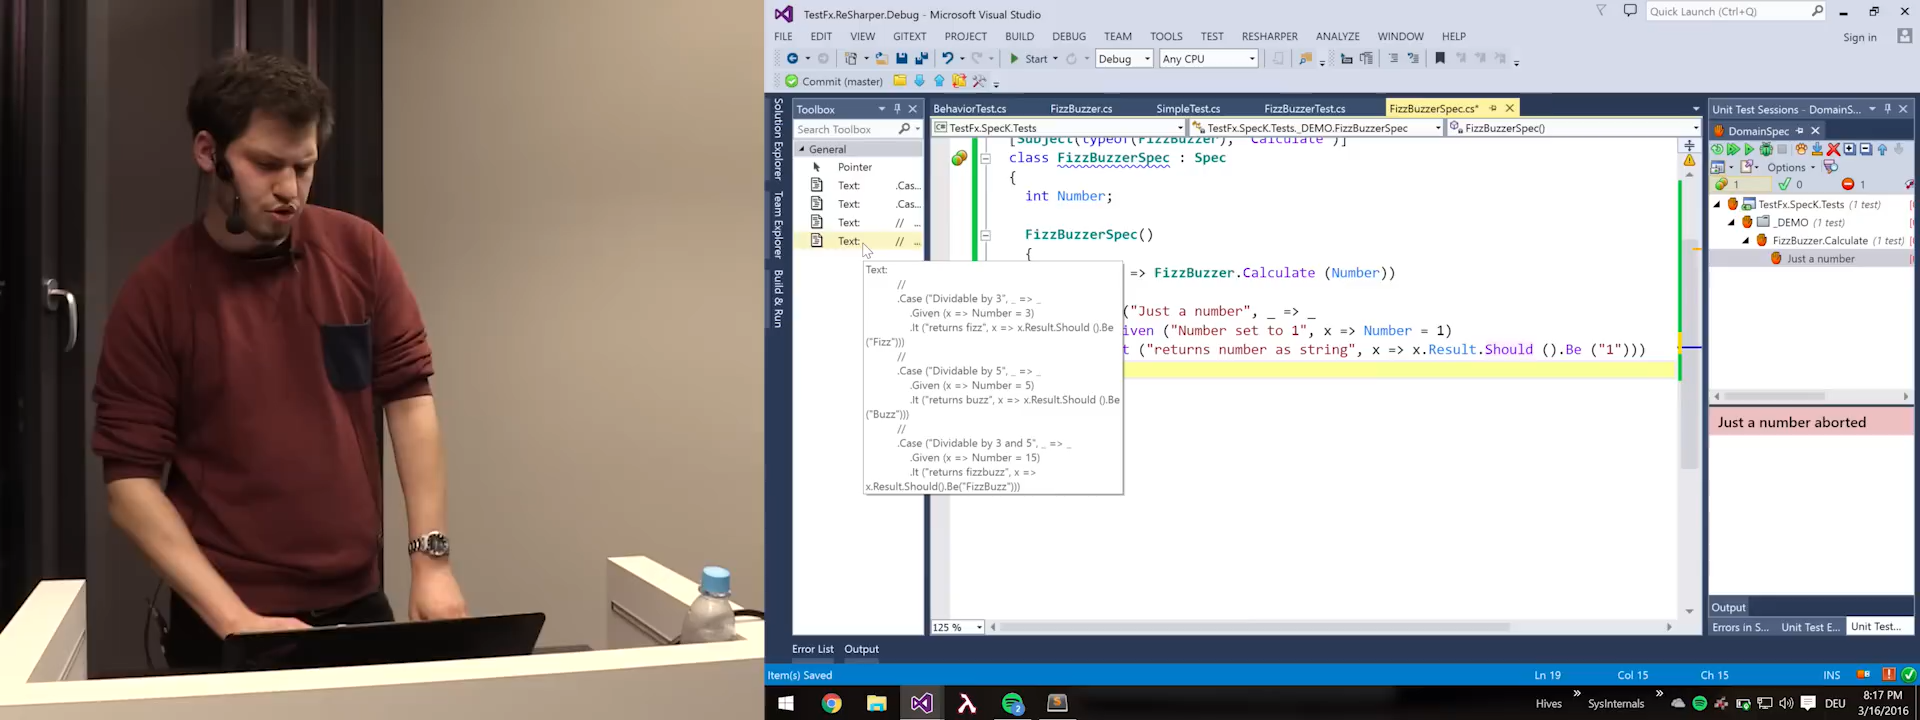 TestFx.ReSharper.Debug - Microsoft Visual Studio
Quick Launch (Ctrl+Q)
FILE EDIT VIEW GITEXT PROJECT BUILD DEBUG TEAM TOOLS TEST RESHARPER ANALYZE WINDOW HELP
Sign in
Start Debug Any CPU
Commit (master)
Solution Explorer
Team Explorer
Build & Run
Toolbox
Search Toolbox
General
Pointer
Text: .Cas...
Text: .Cas...
Text: // ...
Text: // ...
BehaviorTest.cs FizzBuzzer.cs SimpleTest.cs FizzBuzzerTest.cs FizzBuzzerSpec.cs*
TestFx.SpecK.Tests TestFx.SpecK.Tests._DEMO.FizzBuzzerSpec FizzBuzzerSpec()
[Subject(typeof(FizzBuzzer), "Calculate")]
class FizzBuzzerSpec : Spec
{
int Number;
FizzBuzzerSpec()
{
=> FizzBuzzer.Calculate (Number))
("Just a number", _ => _
iven ("Number set to 1", x => Number = 1)
t ("returns number as string", x => x.Result.Should ().Be ("1")))
Text:
//
.Case ("Dividable by 3", _ => _
.Given (x => Number = 3)
.It ("returns fizz", x => x.Result.Should ().Be
("Fizz")))
//
.Case ("Dividable by 5", _ => _
.Given (x => Number = 5)
.It ("returns buzz", x => x.Result.Should ().Be
("Buzz")))
//
.Case ("Dividable by 3 and 5", _ => _
.Given (x => Number = 15)
.It ("returns fizzbuzz", x =>
x.Result.Should().Be("FizzBuzz")))
125 %
Unit Test Sessions - DomainS...
DomainSpec
Options
1 0 1
TestFx.SpecK.Tests (1 test)
_DEMO (1 test)
FizzBuzzer.Calculate (1 test)
Just a number
Just a number aborted
Output
Errors in S... Unit Test E... Unit Test...
Error List Output
Item(s) Saved
Ln 19 Col 15 Ch 15 INS
Hives » SysInternals » DEU
8:17 PM
3/16/2016